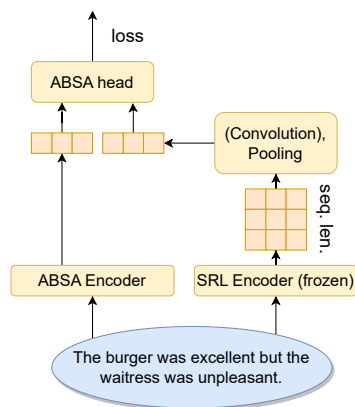 loss
ABSA head
(Convolution),
Pooling
seq. len.
ABSA Encoder
SRL Encoder (frozen)
The burger was excellent but the
waitress was unpleasant.